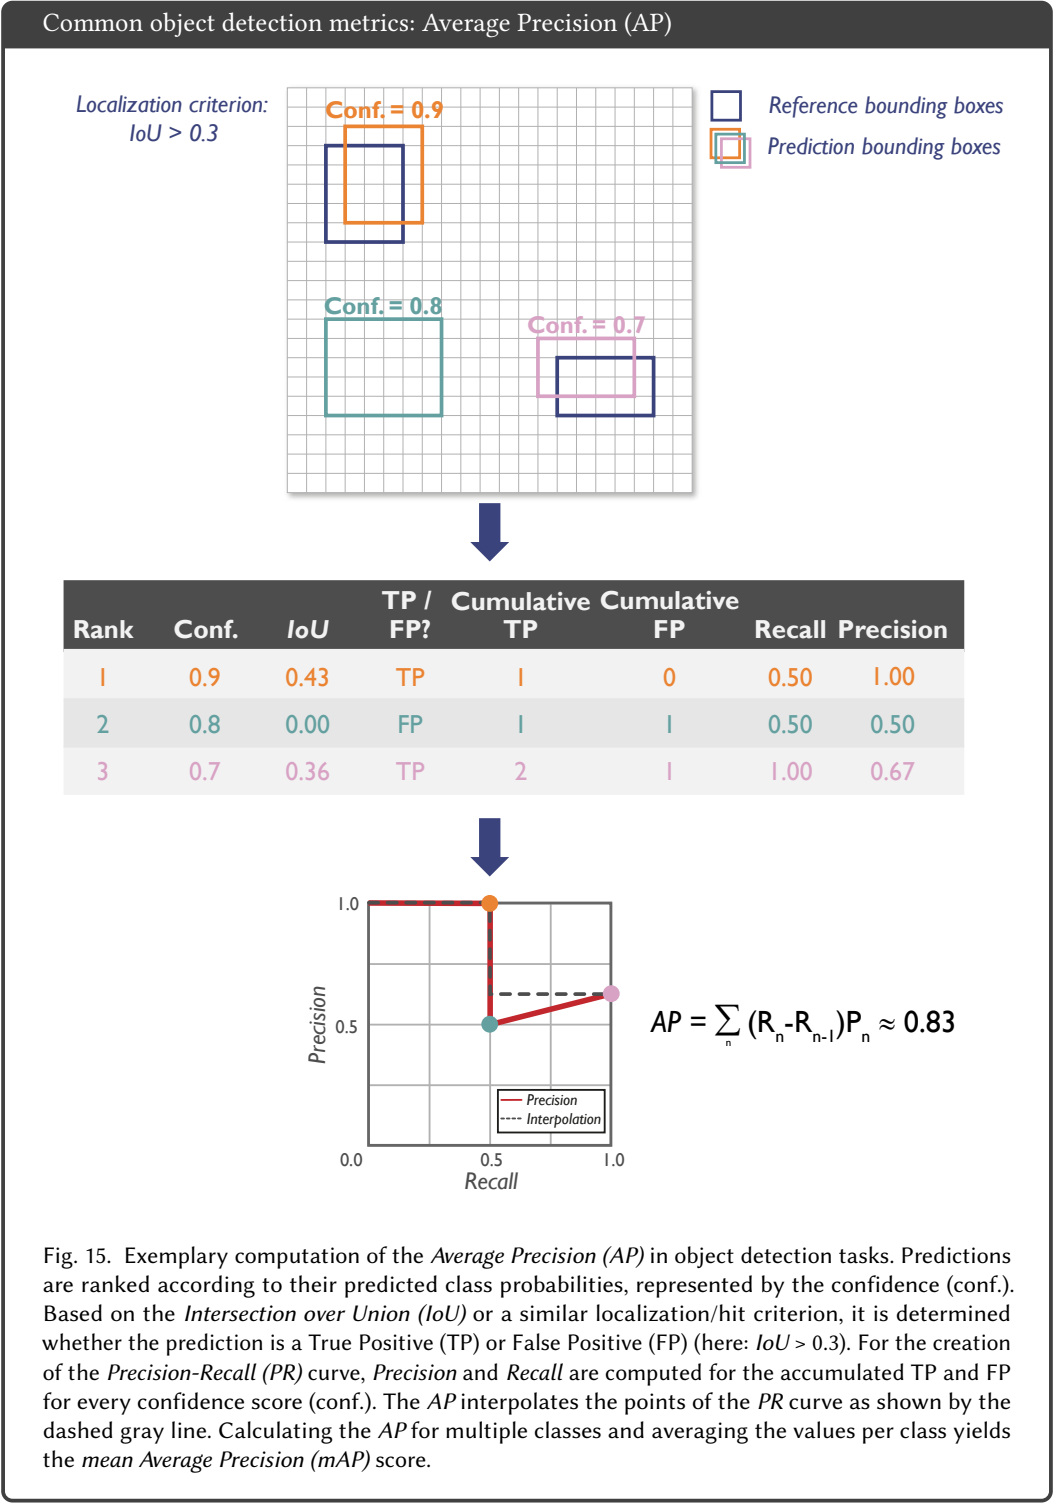 Common object detection metrics: Average Precision (AP)
Localization criterion:
IoU > 0.3
Conf. = 0.9
Reference bounding boxes
Prediction bounding boxes
Conf. = 0.8
Conf. = 0.7
Rank Conf. IoU TP / FP? Cumulative TP Cumulative FP Recall Precision
1 0.9 0.43 TP 1 0 0.50 1.00
2 0.8 0.00 FP 1 1 0.50 0.50
3 0.7 0.36 TP 2 1 1.00 0.67
1.0
Precision
0.5
Precision
Interpolation
0.0 0.5 1.0
Recall
AP = ∑n (Rn-Rn-1)Pn ≈ 0.83
Fig. 15. Exemplary computation of the Average Precision (AP) in object detection tasks. Predictions
are ranked according to their predicted class probabilities, represented by the confidence (conf.).
Based on the Intersection over Union (IoU) or a similar localization/hit criterion, it is determined
whether the prediction is a True Positive (TP) or False Positive (FP) (here: IoU > 0.3). For the creation
of the Precision-Recall (PR) curve, Precision and Recall are computed for the accumulated TP and FP
for every confidence score (conf.). The AP interpolates the points of the PR curve as shown by the
dashed gray line. Calculating the AP for multiple classes and averaging the values per class yields
the mean Average Precision (mAP) score.